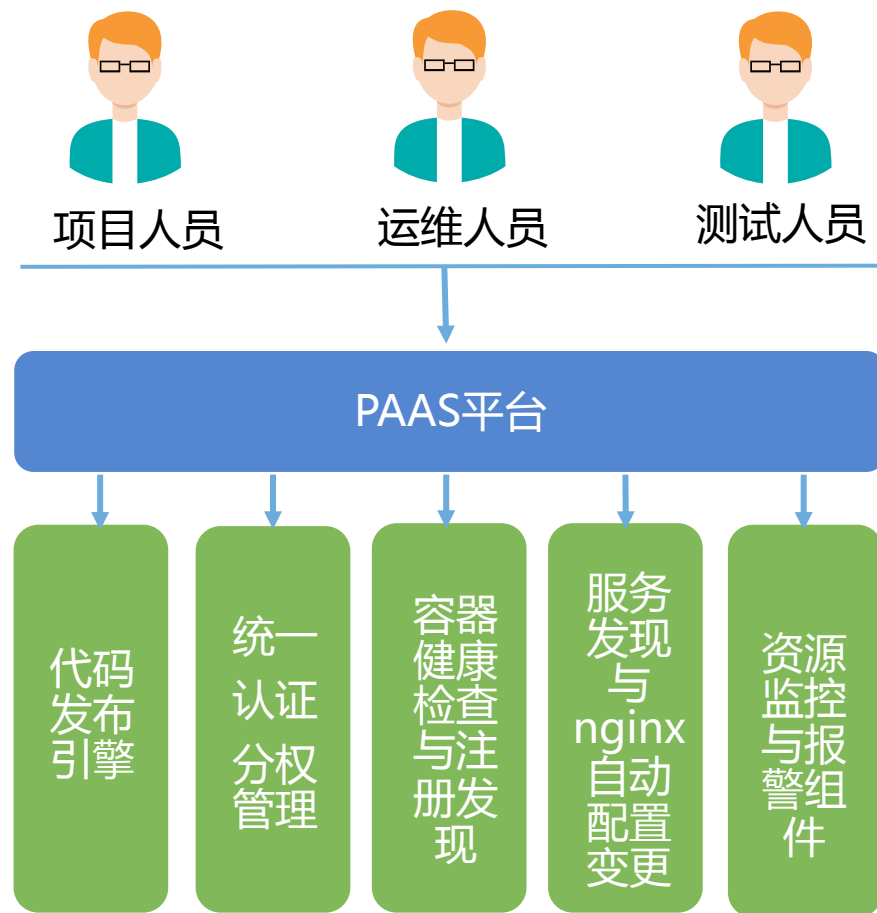 项目人员
运维人员
测试人员
PAAS平台
代码
发布
引擎
统一
认证
分权
管理
容器
健康
检查
与注
册发
现
服务
发现
与
nginx
自动
配置
变更
资源
监控
与报
警组
件